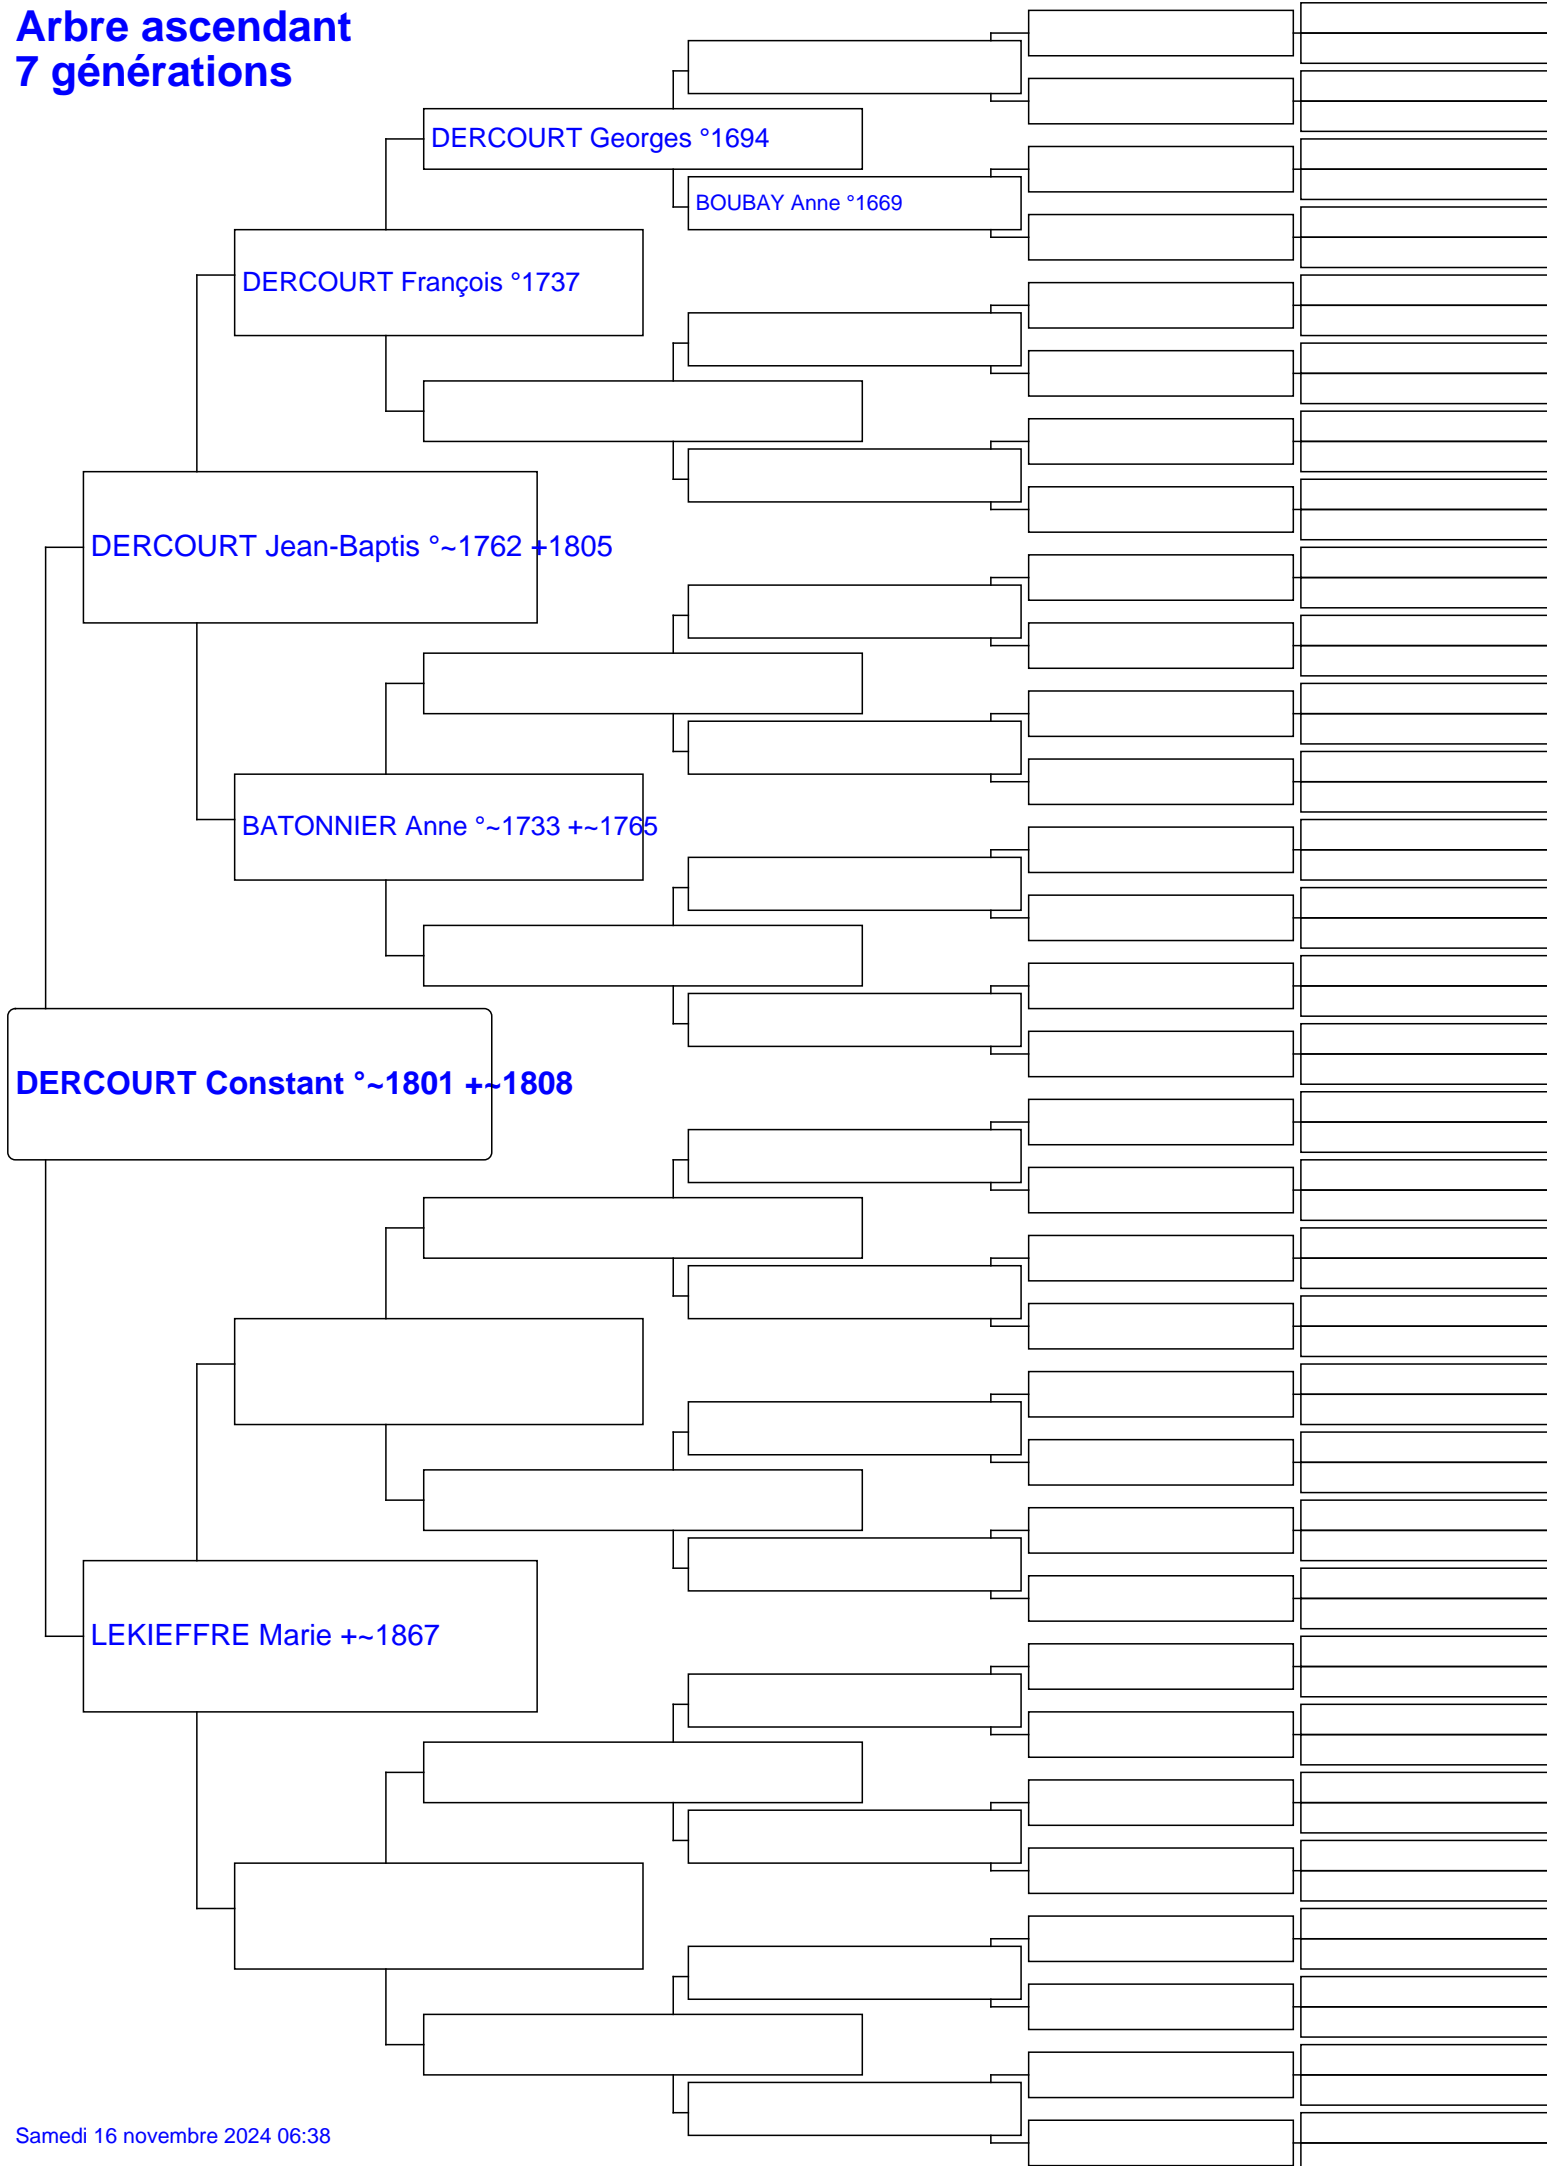 Arbre ascendant
7 générations
DERCOURT Georges °1694
BOUBAY Anne °1669
DERCOURT François °1737
DERCOURT Jean-Baptis °~1762 +1805
BATONNIER Anne °~1733 +~1765
DERCOURT Constant °~1801 +~1808
LEKIEFFRE Marie +~1867
Samedi 16 novembre 2024 06:38